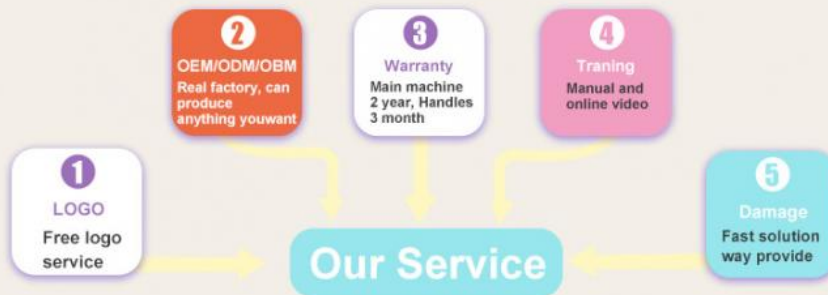 1
LOGO
Free logo
service
2
OEM/ODM/OBM
Real factory, can
produce
anything youwant
3
Warranty
Main machine
2 year, Handles
3 month
4
Traning
Manual and
online video
5
Damage
Fast solution
way provide
Our Service